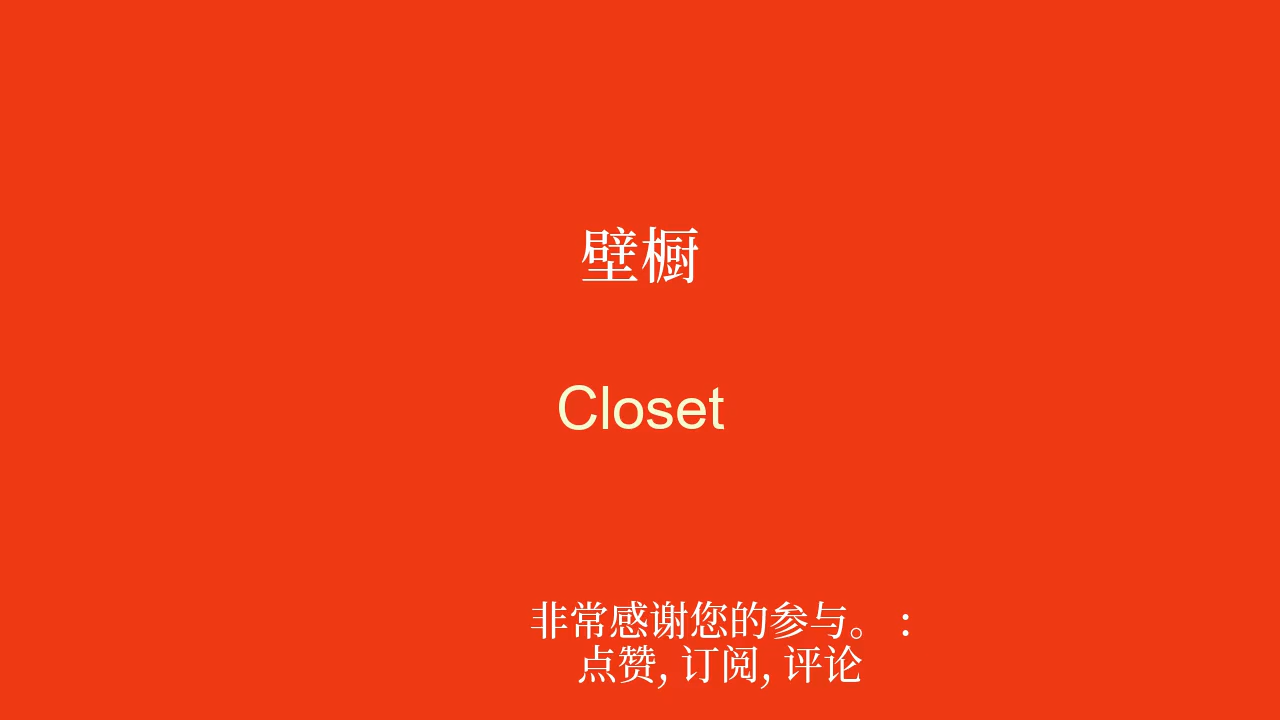 壁橱
Closet
非常感谢您的参与。 :
点赞, 订阅, 评论